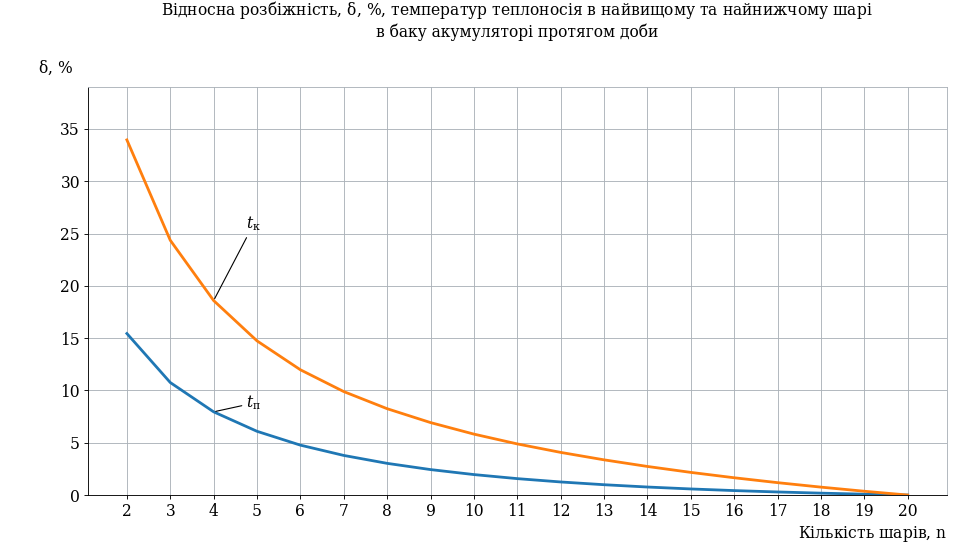 Відносна розбіжність, δ, %, температур теплоносія в найвищому та найнижчому шарі
в баку акумуляторі протягом доби
δ, %
35
30
25
20
15
10
5
0
tк
tп
2 3 4 5 6 7 8 9 10 11 12 13 14 15 16 17 18 19 20
Кількість шарів, n